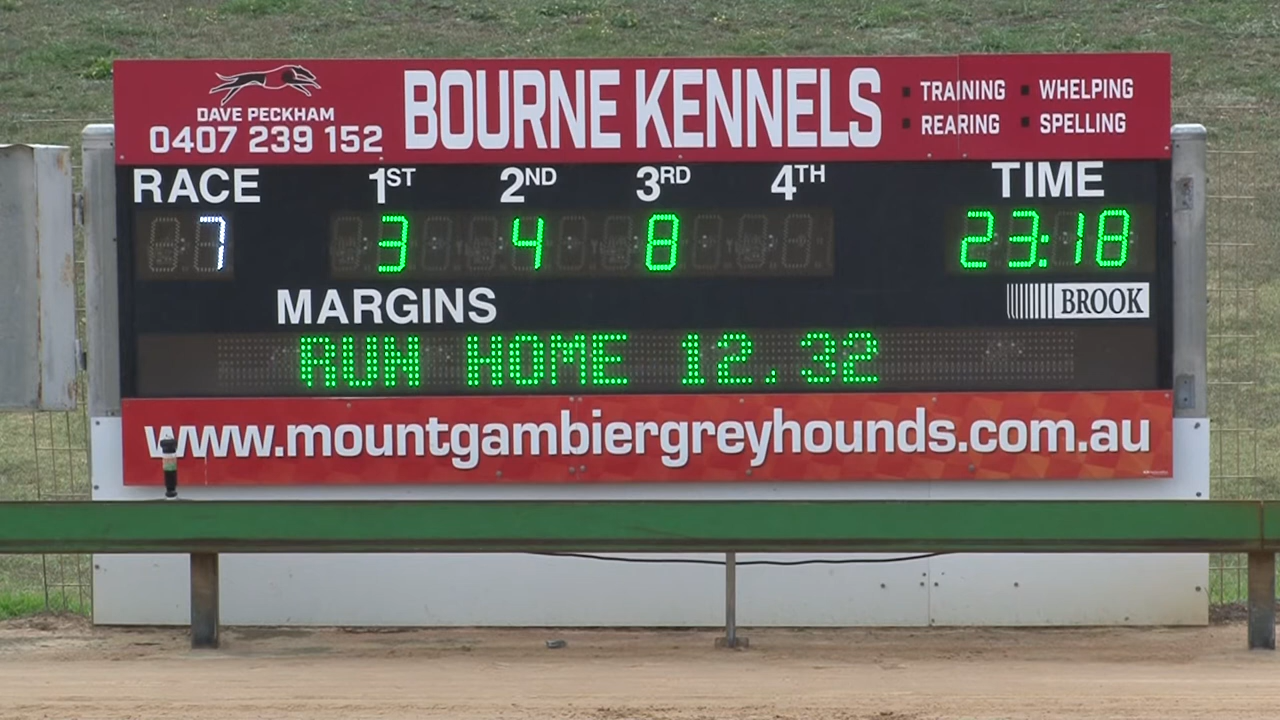 DAVE PECKHAM
0407 239 152
BOURNE KENNELS
TRAINING
WHELPING
REARING
SPELLING
RACE 1ST 2ND 3RD 4TH TIME
7 3 4 8 23:18
MARGINS
BROOK
RUN HOME 12.32
www.mountgambiergreyhounds.com.au